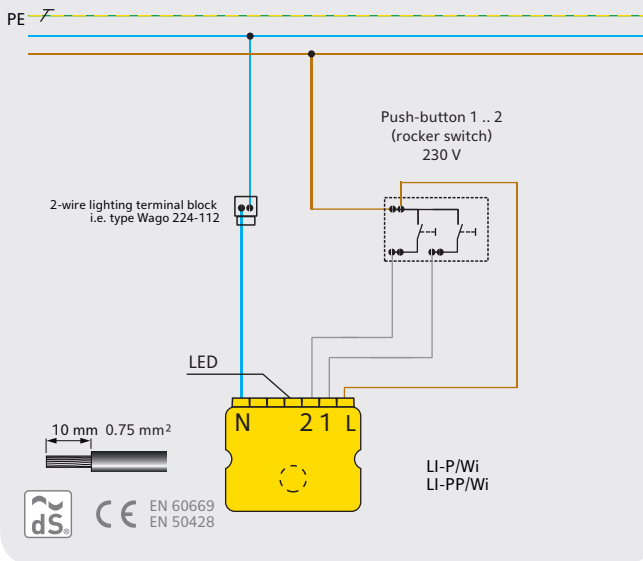 PE
Push-button 1 .. 2
(rocker switch)
230 V
2-wire lighting terminal block
i.e. type Wago 224-112
LED
N 2 1 L
10 mm 0.75 mm²
LI-P/Wi
LI-PP/Wi
dS.®
CE EN 60669
EN 50428